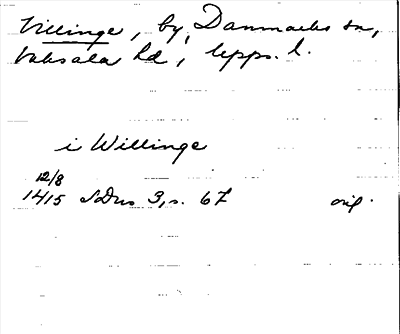 Villinge, by, Danmarks sn,
Vaksala hd, Upps. l.
i Willinge
12/8
1415 SDns 3, s. 67 orig.